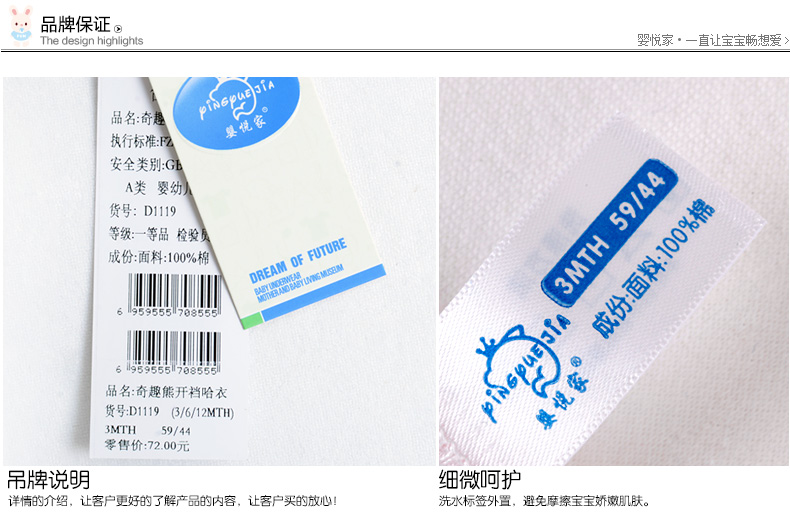 品牌保证
The design highlights
婴悦家·一直让宝宝畅想爱>
品名:奇趣
执行标准:FZ
安全类别:GB
A类 婴幼儿
货号: D1119
等级:一等品 检验员
成份:面料:100%棉
6 959555 708555
6 959555 708555
品名:奇趣熊开裆哈衣
货号:D1119 (3/6/12MTH)
3MTH 59/44
零售价:72.00元
PINGYUEJIA
婴悦家®
DREAM OF FUTURE
BABY UNDERWEAR
MOTHER AND BABY LIVING MUSEUM
3MTH 59/44
成份:面料:100%棉
PINGYUEJIA®
婴悦家
吊牌说明
详情的介绍，让客户更好的了解产品的内容，让客户买的放心！
细微呵护
洗水标签外置，避免摩擦宝宝娇嫩肌肤。